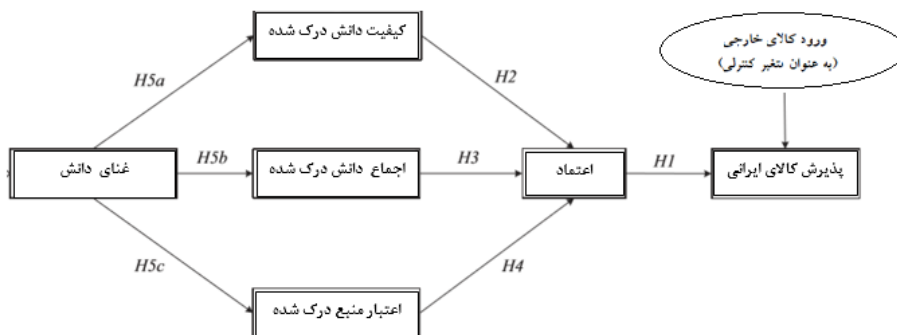 کیفیت دانش درک شده
ورود کالای خارجی
(به عنوان متغیر کنترلی)
H5a
H2
غنای دانش
H5b
اجماع دانش درک شده
H3
اعتماد
H1
پذیرش کالای ایرانی
H5c
H4
اعتبار منبع درک شده